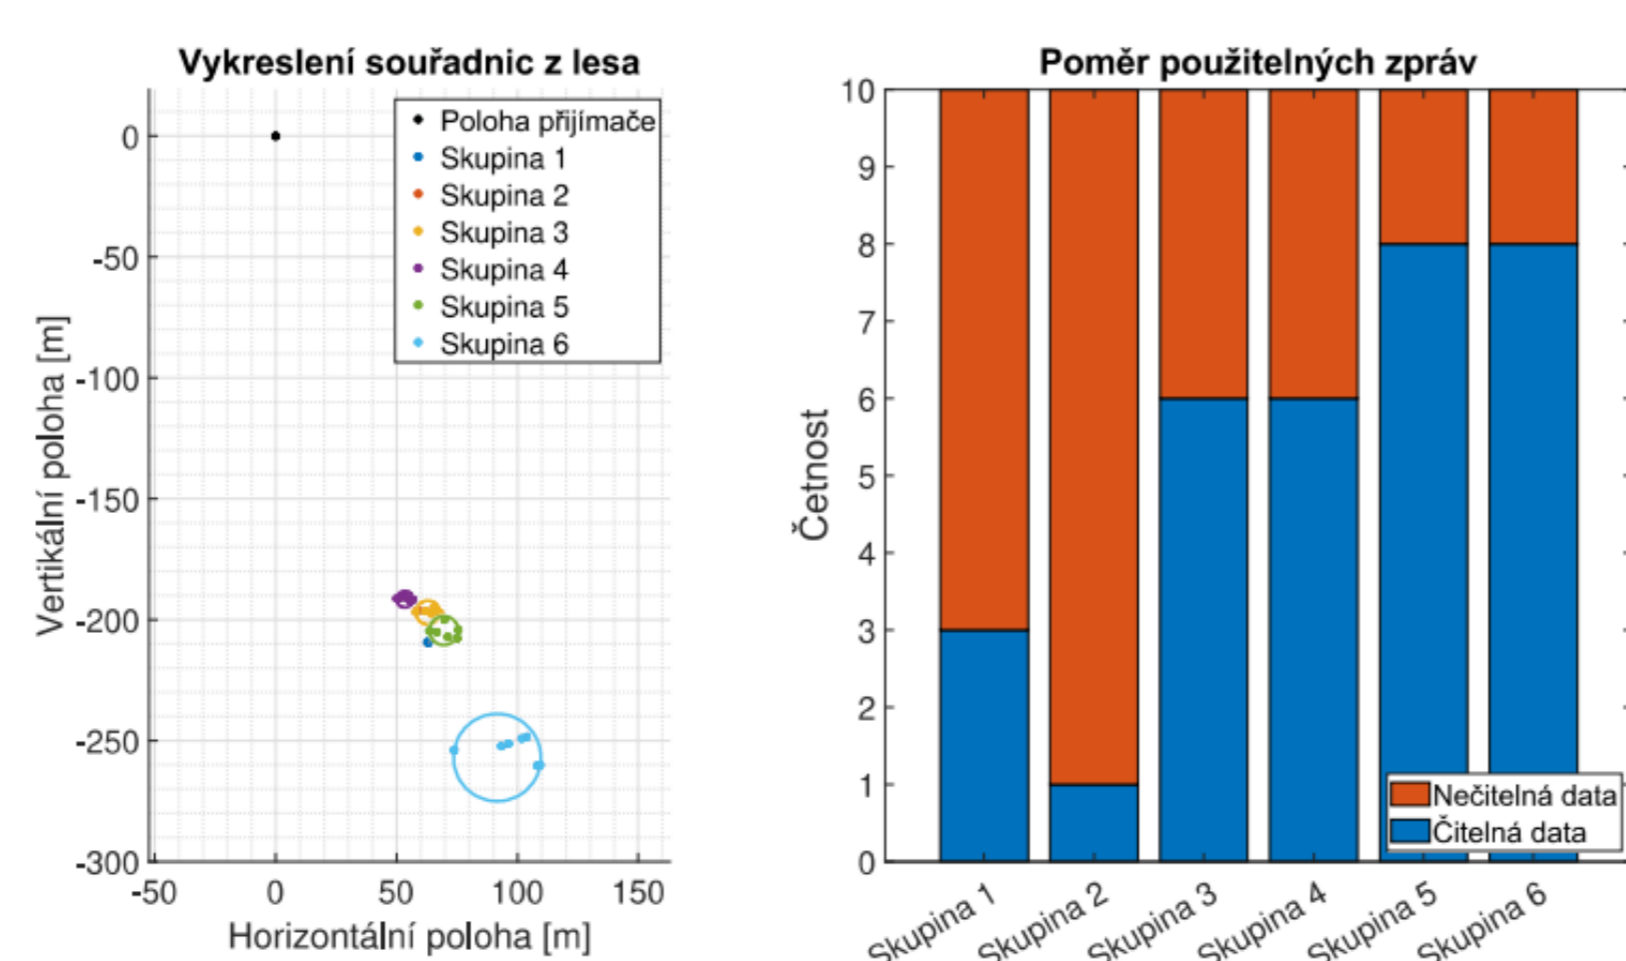 Vykreslení souřadnic z lesa
Poloha přijímače
Skupina 1
Skupina 2
Skupina 3
Skupina 4
Skupina 5
Skupina 6
0
-50
-100
-150
-200
-250
-300
Vertikální poloha [m]
-50 0 50 100 150
Horizontální poloha [m]
Poměr použitelných zpráv
10
9
8
7
6
5
4
3
2
1
0
Četnost
Nečitelná data
Čitelná data
Skupina 1 Skupina 2 Skupina 3 Skupina 4 Skupina 5 Skupina 6